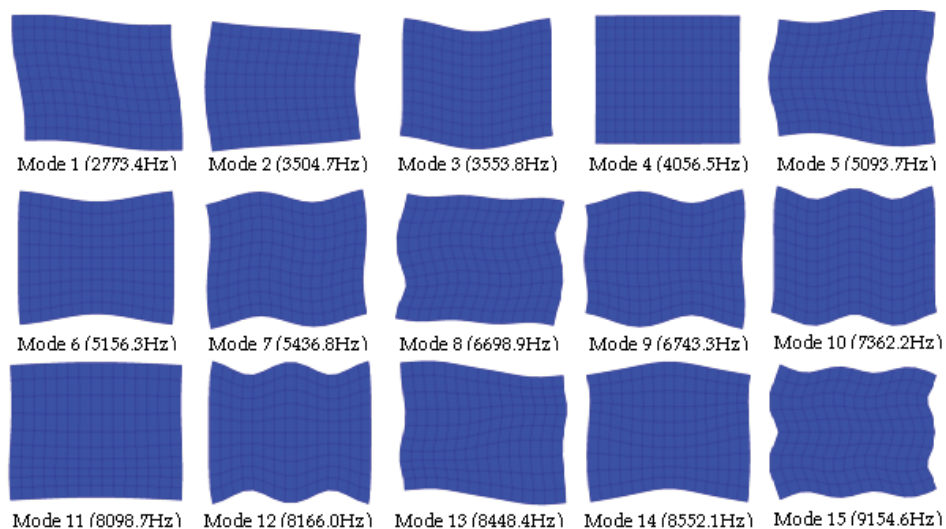 Mode 1 (2773.4Hz) Mode 2 (3504.7Hz) Mode 3 (3553.8Hz) Mode 4 (4056.5Hz) Mode 5 (5093.7Hz)
Mode 6 (5156.3Hz) Mode 7 (5436.8Hz) Mode 8 (6698.9Hz) Mode 9 (6743.3Hz) Mode 10 (7362.2Hz)
Mode 11 (8098.7Hz) Mode 12 (8166.0Hz) Mode 13 (8448.4Hz) Mode 14 (8552.1Hz) Mode 15 (9154.6Hz)